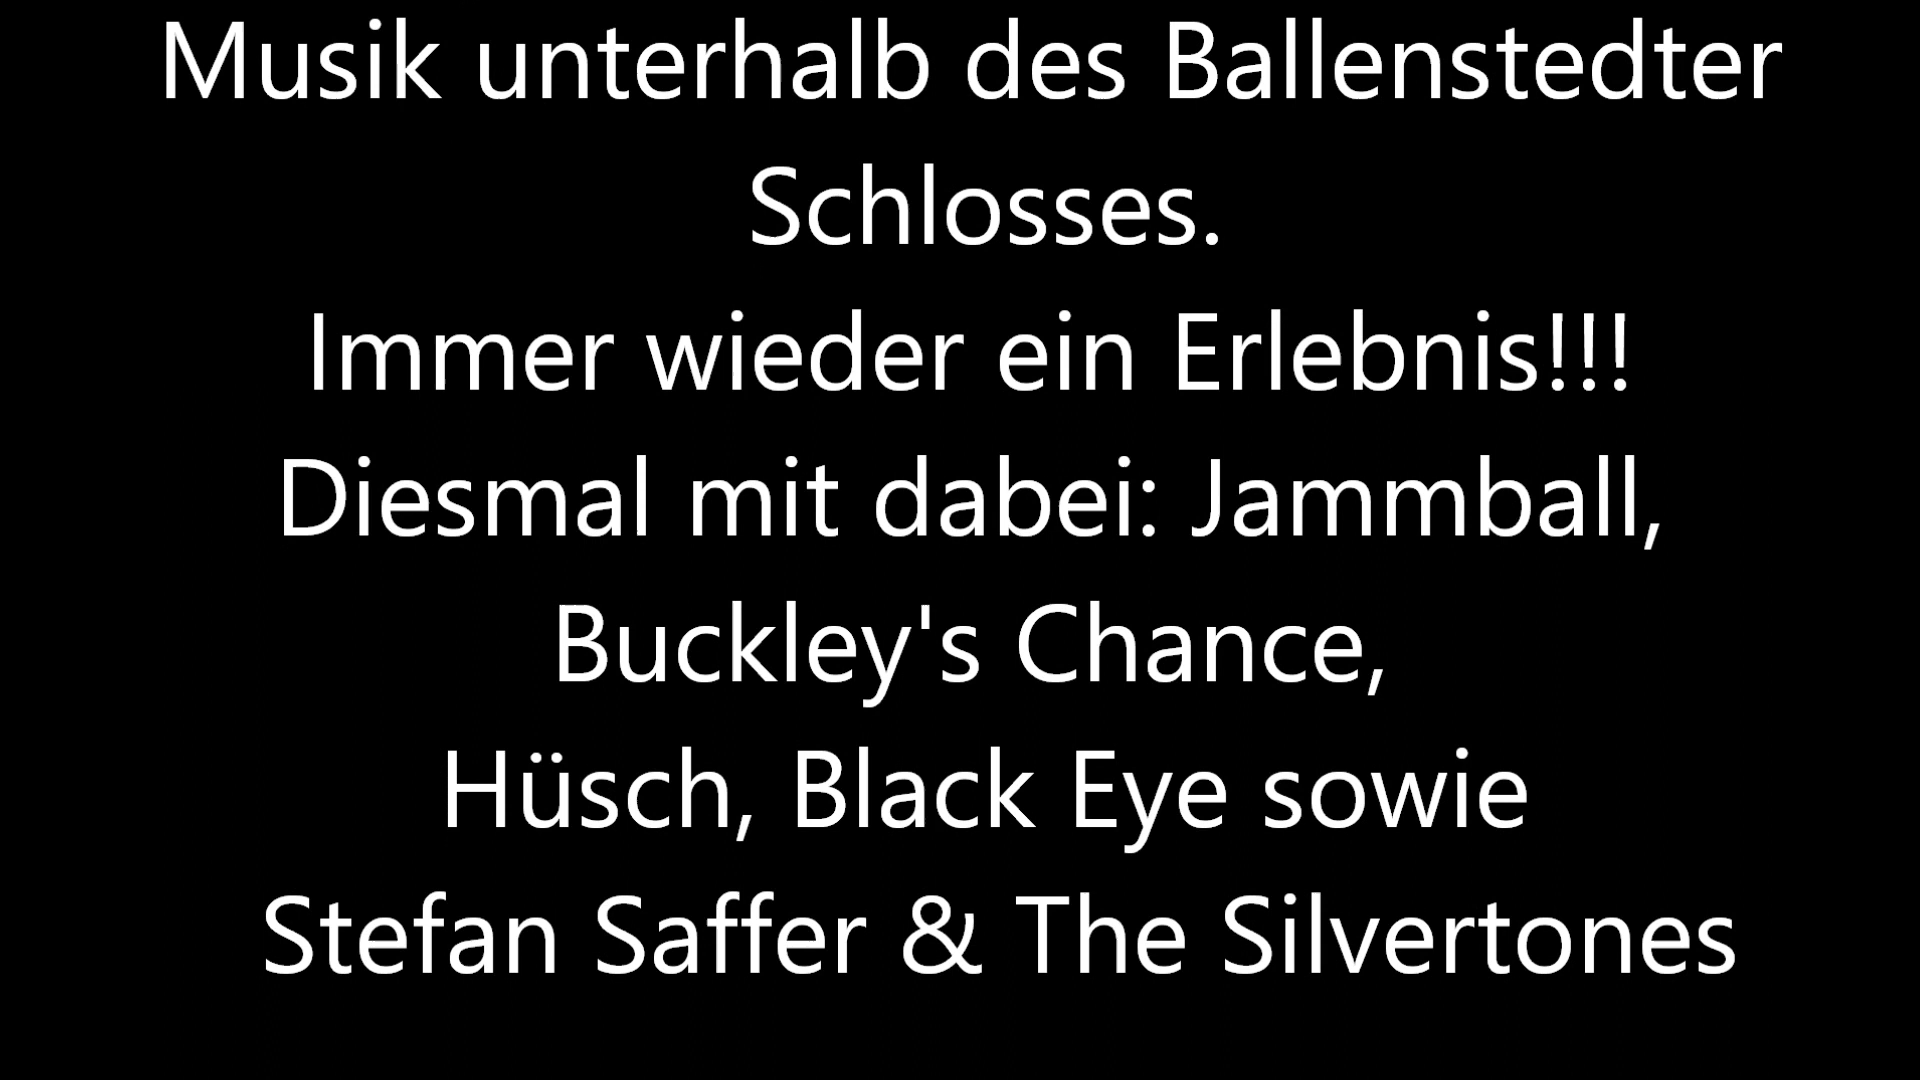 Musik unterhalb des Ballenstedter
Schlosses.
Immer wieder ein Erlebnis!!!
Diesmal mit dabei: Jammball,
Buckley's Chance,
Hüsch, Black Eye sowie
Stefan Saffer & The Silvertones